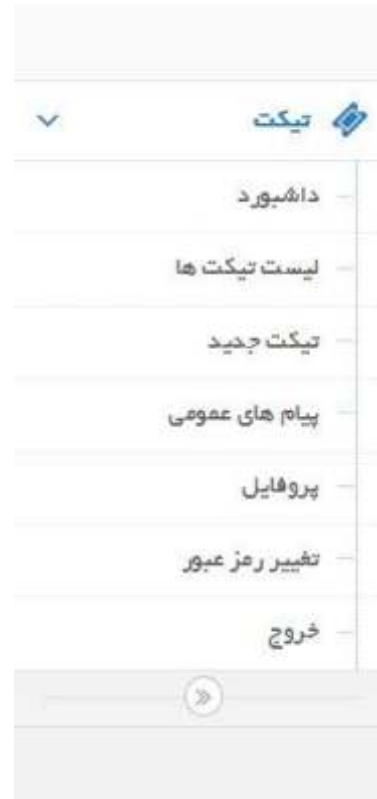 تیکت
داشبورد
لیست تیکت ها
تیکت جدید
پیام های عمومی
پروفایل
تغییر رمز عبور
خروج